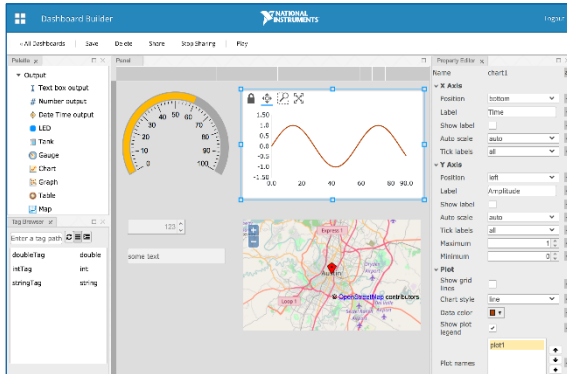 Dashboard Builder
NATIONAL INSTRUMENTS
Logout
«All Dashboards Save Delete Share Stop Sharing Play
Palette
Output
Text box output
Number output
Date Time output
LED
Tank
Gauge
Chart
Graph
Table
Map
Tag Browser
Enter a tag path
doubleTag double
intTag int
stringTag string
Panel
0
10
20
30
40
50
60
70
80
90
100
1.50
1.0
0.5
0.0
-0.5
-1.0
-1.50
0.0 20 40 60 80 90.0
123
some text
Express 1
Austin
Loop 1
© OpenStreetMap contributors
Property Editor
Name chart1
X Axis
Position bottom
Label Time
Show label
Auto scale auto
Tick labels all
Y Axis
Position left
Label Amplitude
Show label
Auto scale auto
Tick labels all
Maximum 1
Minimum 0
Plot
Show grid lines
Chart style line
Data color
Show plot legend
Plot names plot1